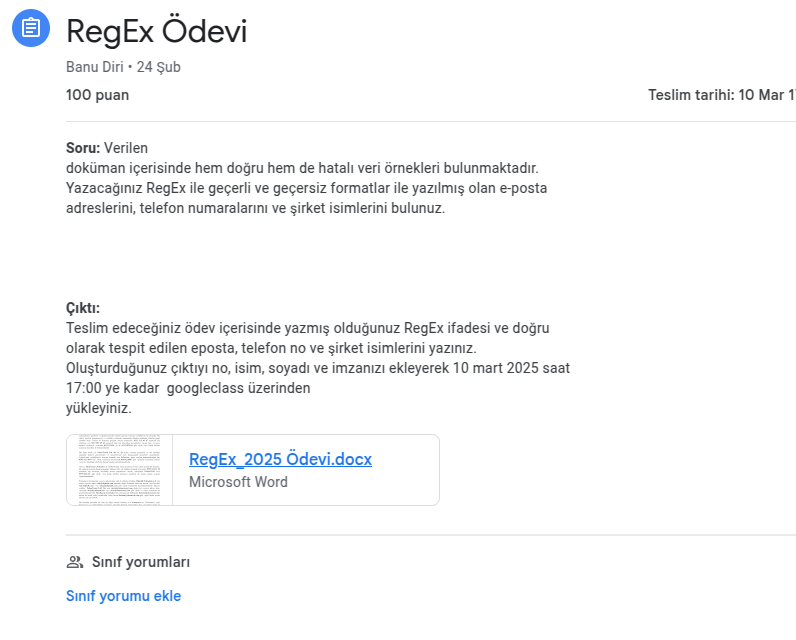 RegEx Ödevi
Banu Diri • 24 Şub
100 puan
Teslim tarihi: 10 Mar 1
Soru: Verilen
doküman içerisinde hem doğru hem de hatalı veri örnekleri bulunmaktadır.
Yazacağınız RegEx ile geçerli ve geçersiz formatlar ile yazılmış olan e-posta
adreslerini, telefon numaralarını ve şirket isimlerini bulunuz.
Çıktı:
Teslim edeceğiniz ödev içerisinde yazmış olduğunuz RegEx ifadesi ve doğru
olarak tespit edilen eposta, telefon no ve şirket isimlerini yazınız.
Oluşturduğunuz çıktıyı no, isim, soyadı ve imzanızı ekleyerek 10 mart 2025 saat
17:00 ye kadar  googleclass üzerinden
yükleyiniz.
RegEx_2025 Ödevi.docx
Microsoft Word
Sınıf yorumları
Sınıf yorumu ekle